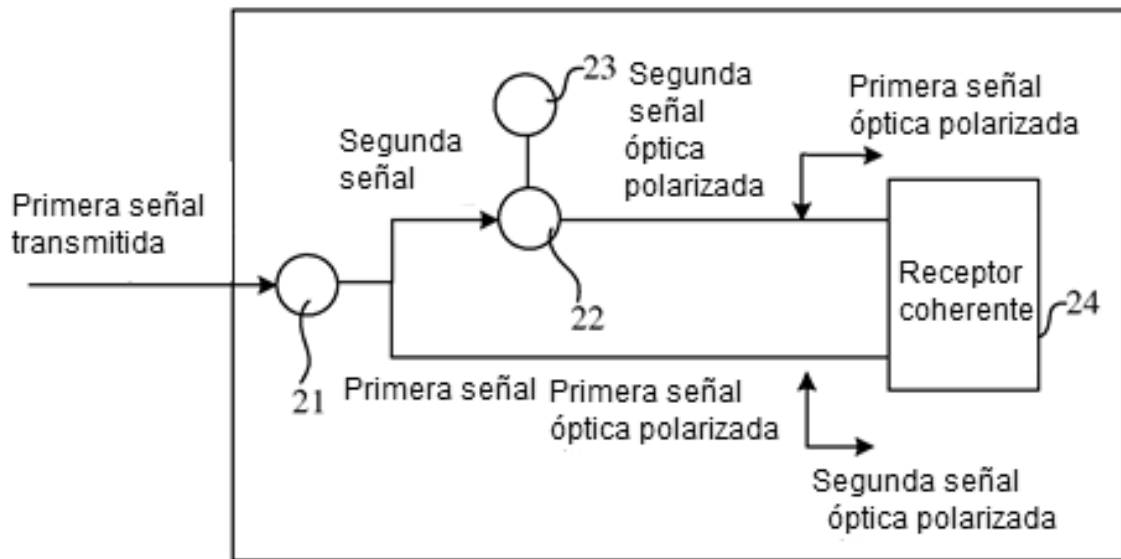 23
Segunda
señal
óptica
polarizada
Primera señal
óptica polarizada
Segunda
señal
Primera señal
transmitida
Receptor
coherente
24
22
21
Primera señal
Primera señal
óptica polarizada
Segunda señal
óptica polarizada